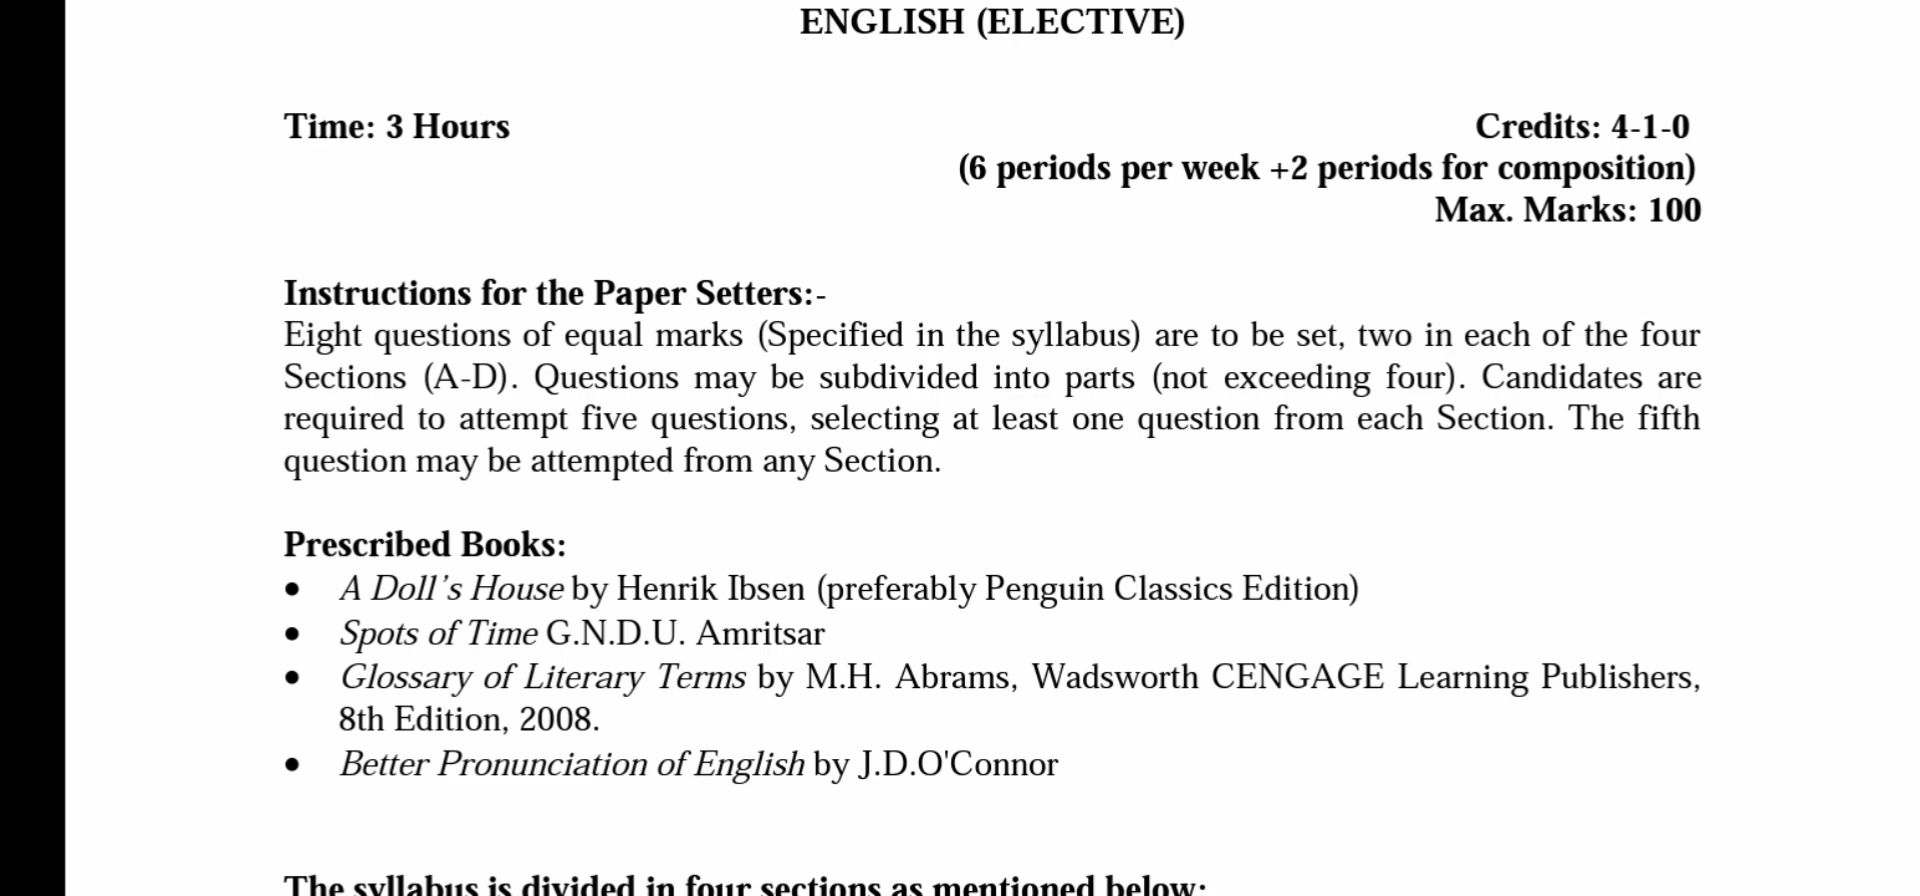 ENGLISH (ELECTIVE)
Time: 3 Hours
Credits: 4-1-0
(6 periods per week +2 periods for composition)
Max. Marks: 100
Instructions for the Paper Setters:-
Eight questions of equal marks (Specified in the syllabus) are to be set, two in each of the four
Sections (A-D). Questions may be subdivided into parts (not exceeding four). Candidates are
required to attempt five questions, selecting at least one question from each Section. The fifth
question may be attempted from any Section.
Prescribed Books:
• A Doll's House by Henrik Ibsen (preferably Penguin Classics Edition)
• Spots of Time G.N.D.U. Amritsar
• Glossary of Literary Terms by M.H. Abrams, Wadsworth CENGAGE Learning Publishers,
8th Edition, 2008.
• Better Pronunciation of English by J.D.O'Connor
The syllabus is divided in four sections as mentioned below: